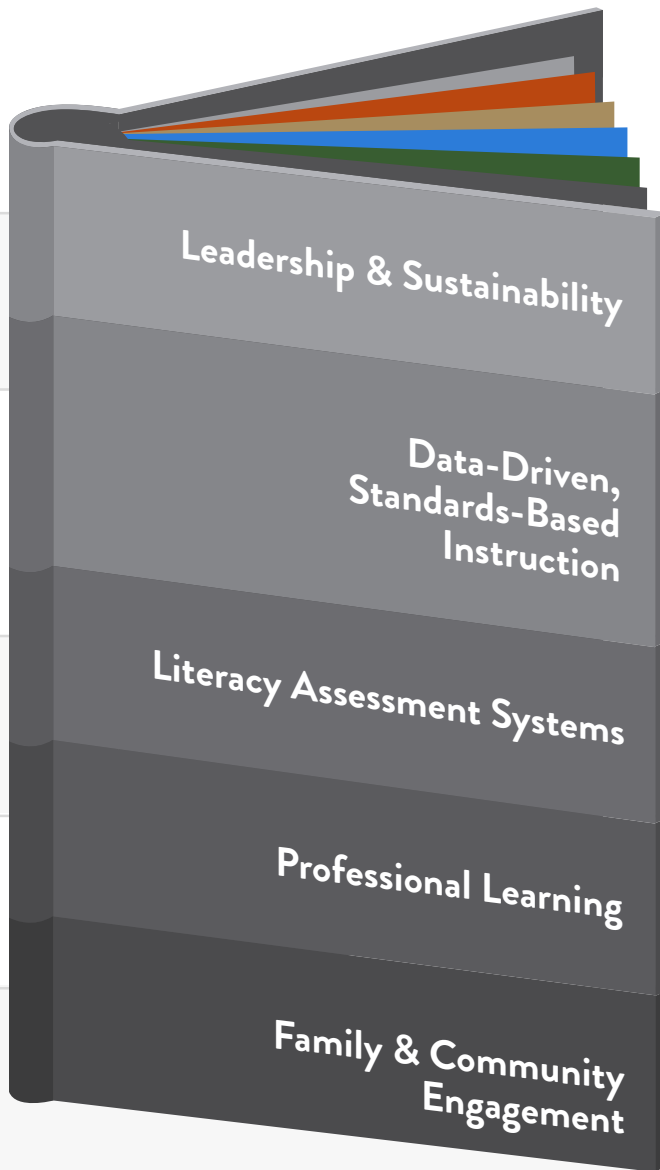 Leadership & Sustainability
Data-Driven,
Standards-Based
Instruction
Literacy Assessment Systems
Professional Learning
Family & Community
Engagement